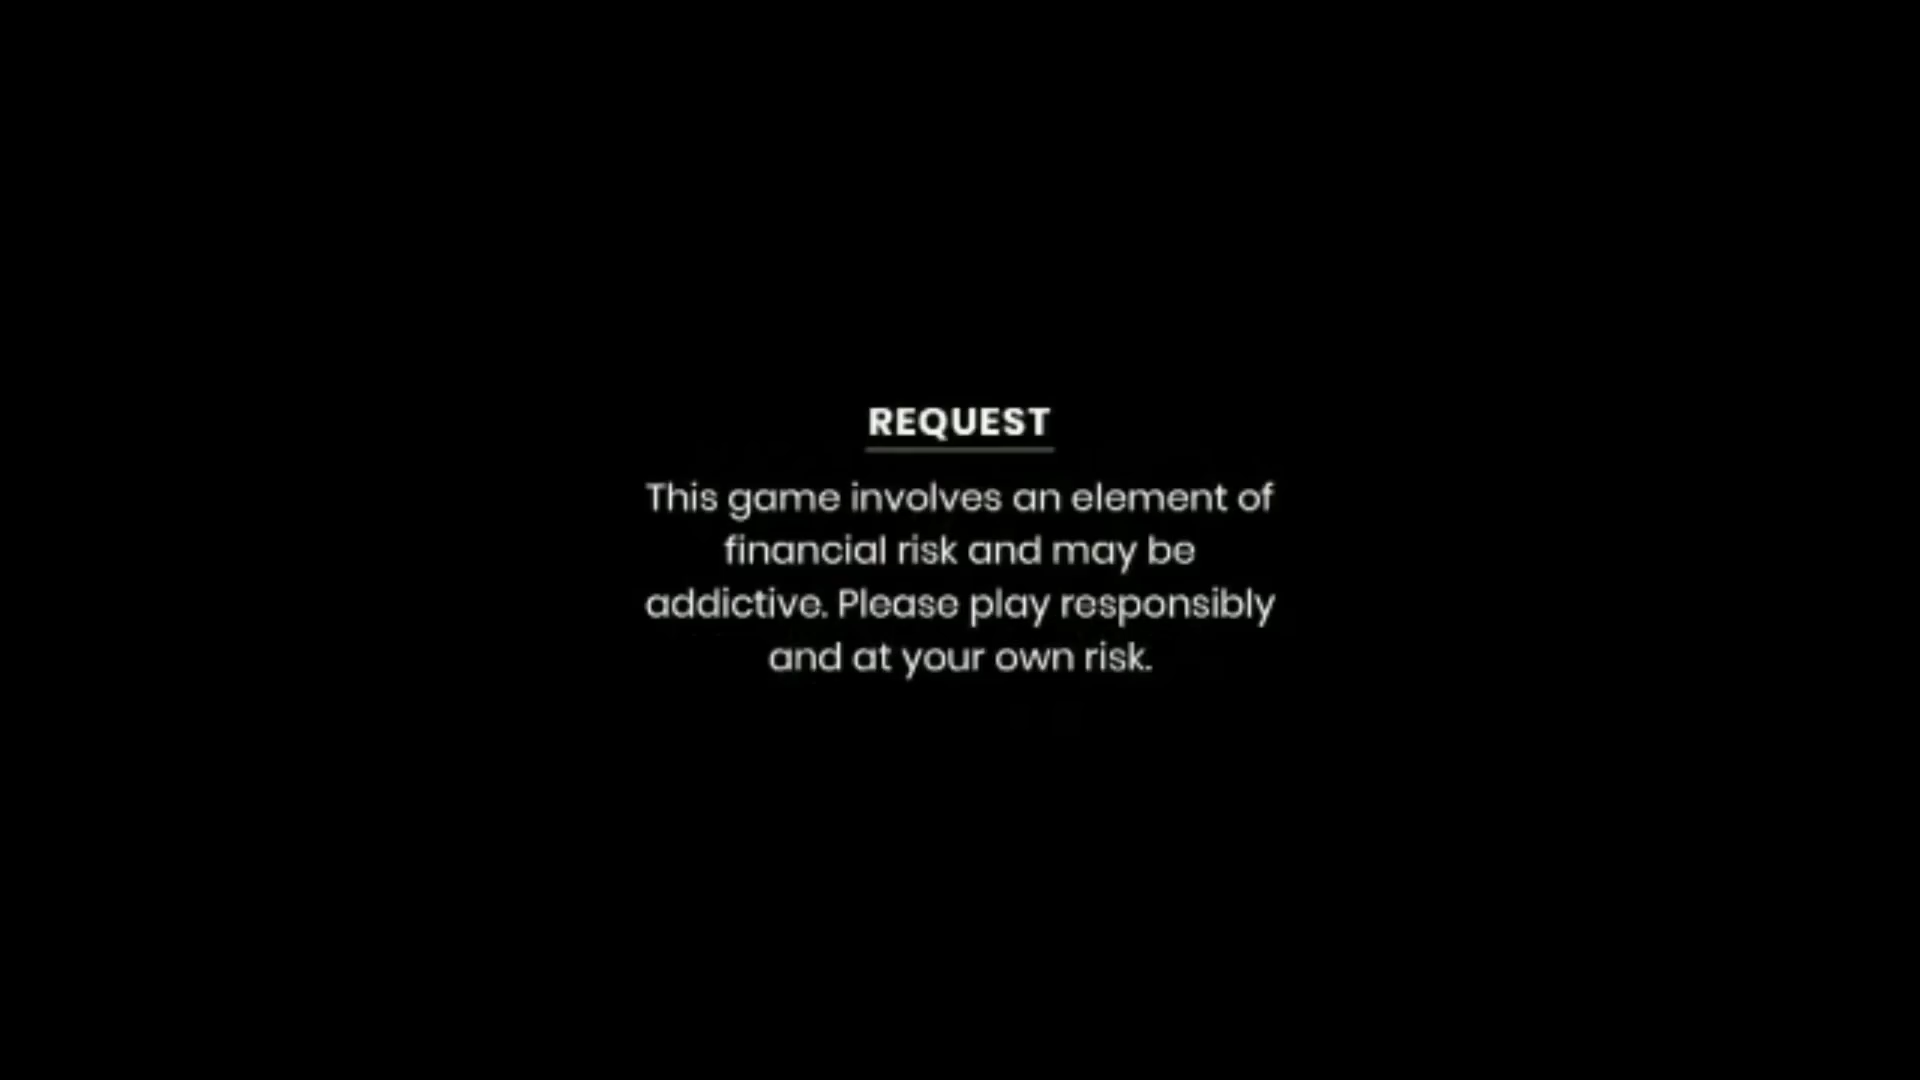 REQUEST
This game involves an element of
financial risk and may be
addictive. Please play responsibly
and at your own risk.